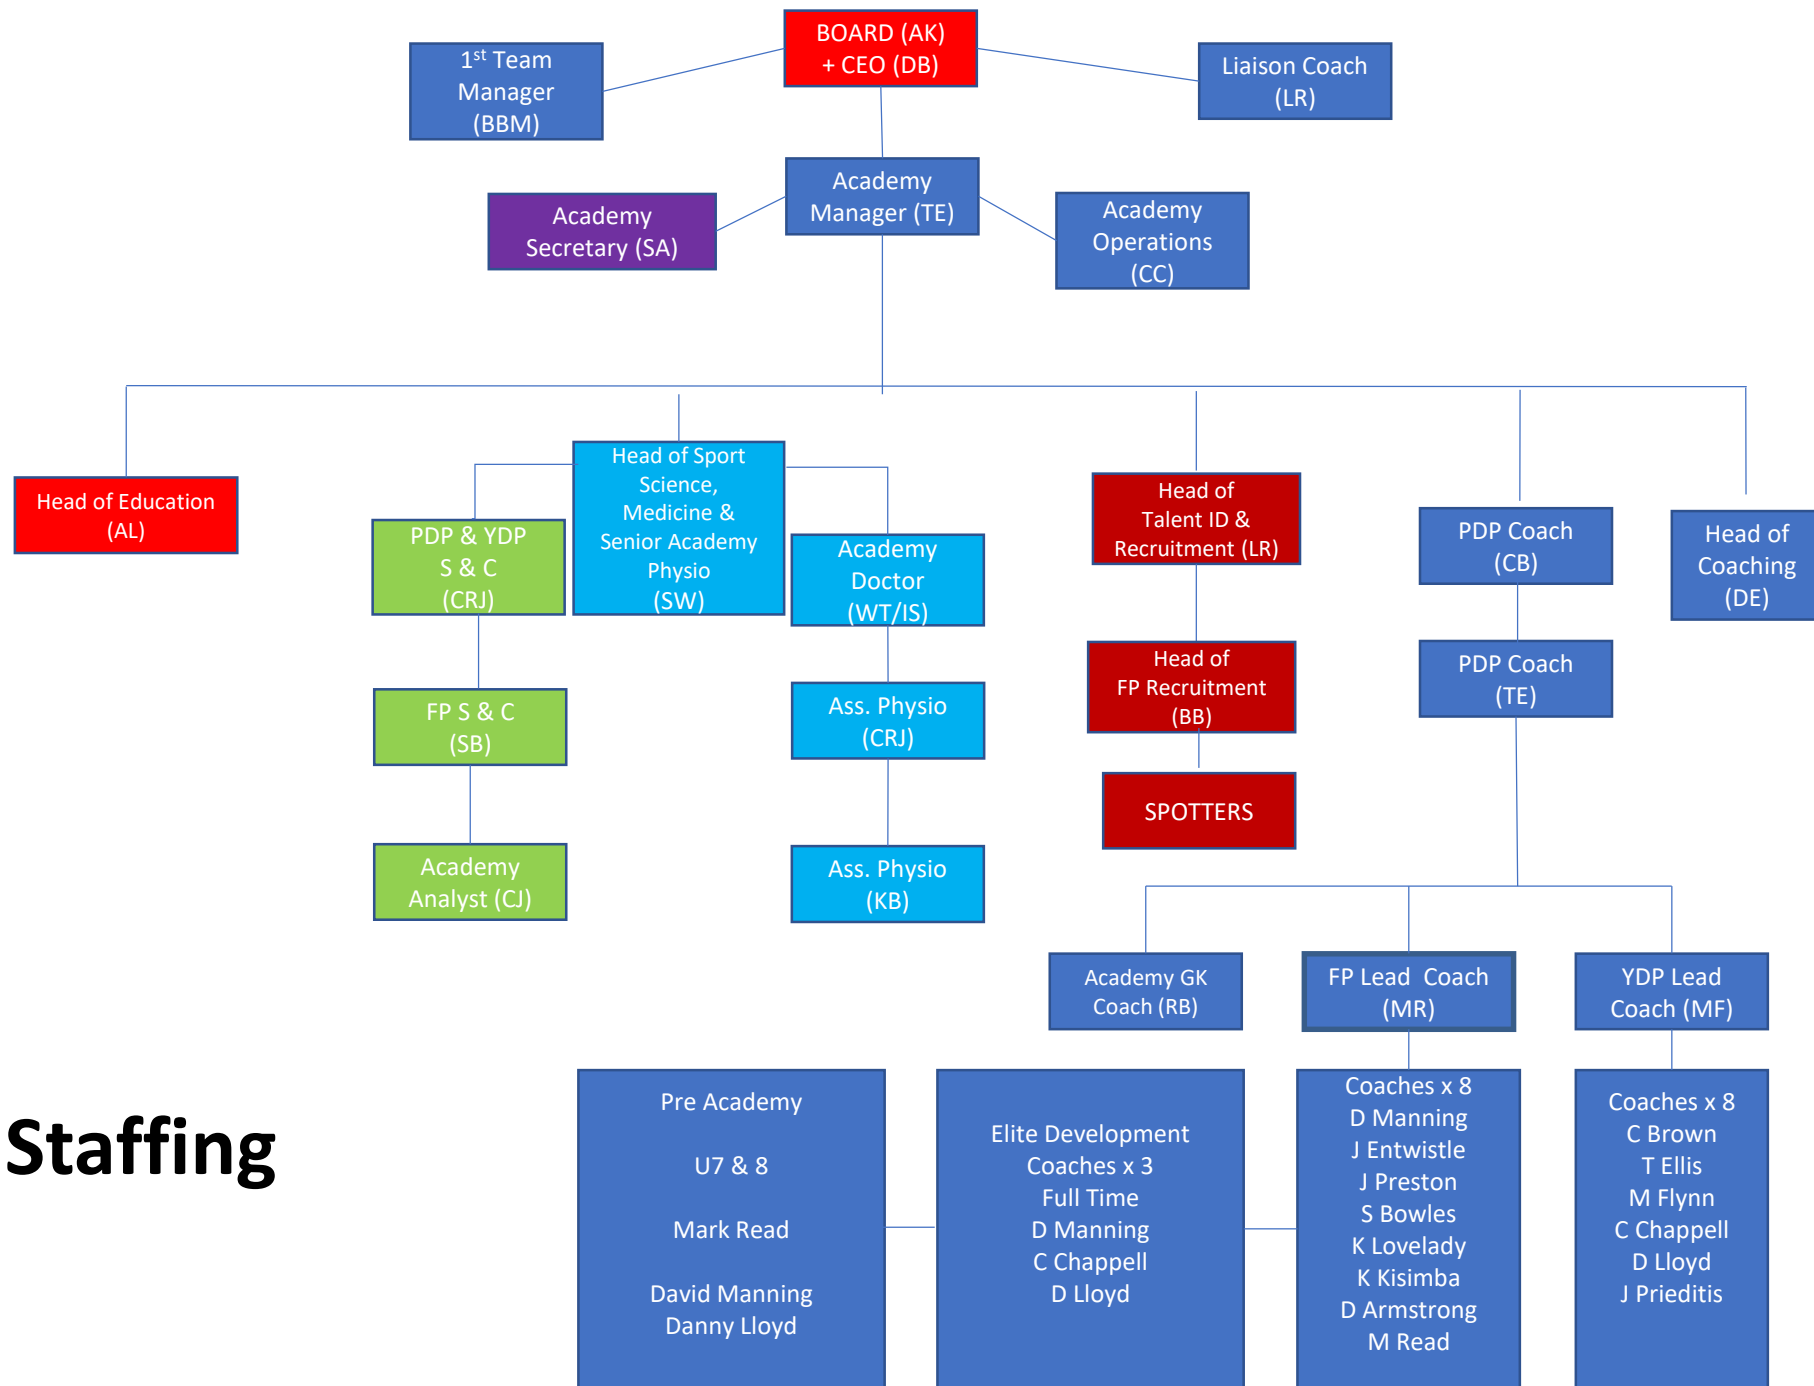 BOARD (AK)
+ CEO (DB)
1st Team
Manager
(BBM)
Liaison Coach
(LR)
Academy
Manager (TE)
Academy
Secretary (SA)
Academy
Operations
(CC)
Head of Education
(AL)
PDP & YDP
S & C
(CRJ)
Head of Sport
Science,
Medicine &
Senior Academy
Physio
(SW)
Academy
Doctor
(WT/IS)
Head of
Talent ID &
Recruitment (LR)
PDP Coach
(CB)
Head of
Coaching
(DE)
FP S & C
(SB)
Ass. Physio
(CRJ)
Head of
FP Recruitment
(BB)
PDP Coach
(TE)
SPOTTERS
Academy
Analyst (CJ)
Ass. Physio
(KB)
Academy GK
Coach (RB)
FP Lead  Coach
(MR)
YDP Lead
Coach (MF)
Staffing
Pre Academy
U7 & 8
Mark Read
David Manning
Danny Lloyd
Elite Development
Coaches x 3
Full Time
D Manning
C Chappell
D Lloyd
Coaches x 8
D Manning
J Entwistle
J Preston
S Bowles
K Lovelady
K Kisimba
D Armstrong
M Read
Coaches x 8
C Brown
T Ellis
M Flynn
C Chappell
D Lloyd
J Prieditis